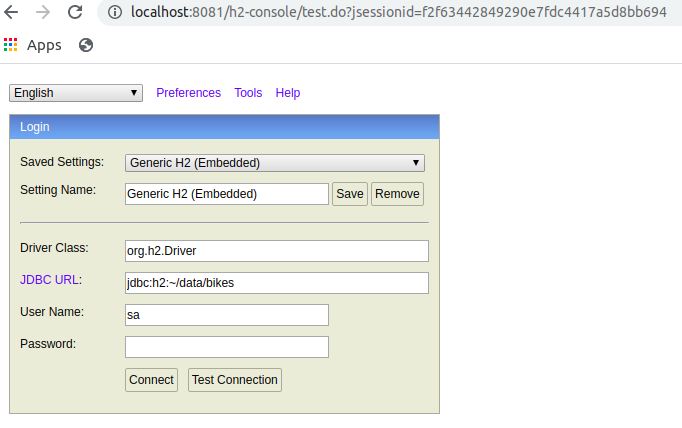 localhost:8081/h2-console/test.do?jsessionid=f2f63442849290e7fdc4417a5d8bb694
Apps
English Preferences Tools Help
Login
Saved Settings: Generic H2 (Embedded)
Setting Name: Generic H2 (Embedded) Save Remove
Driver Class: org.h2.Driver
JDBC URL: jdbc:h2:~/data/bikes
User Name: sa
Password:
Connect Test Connection